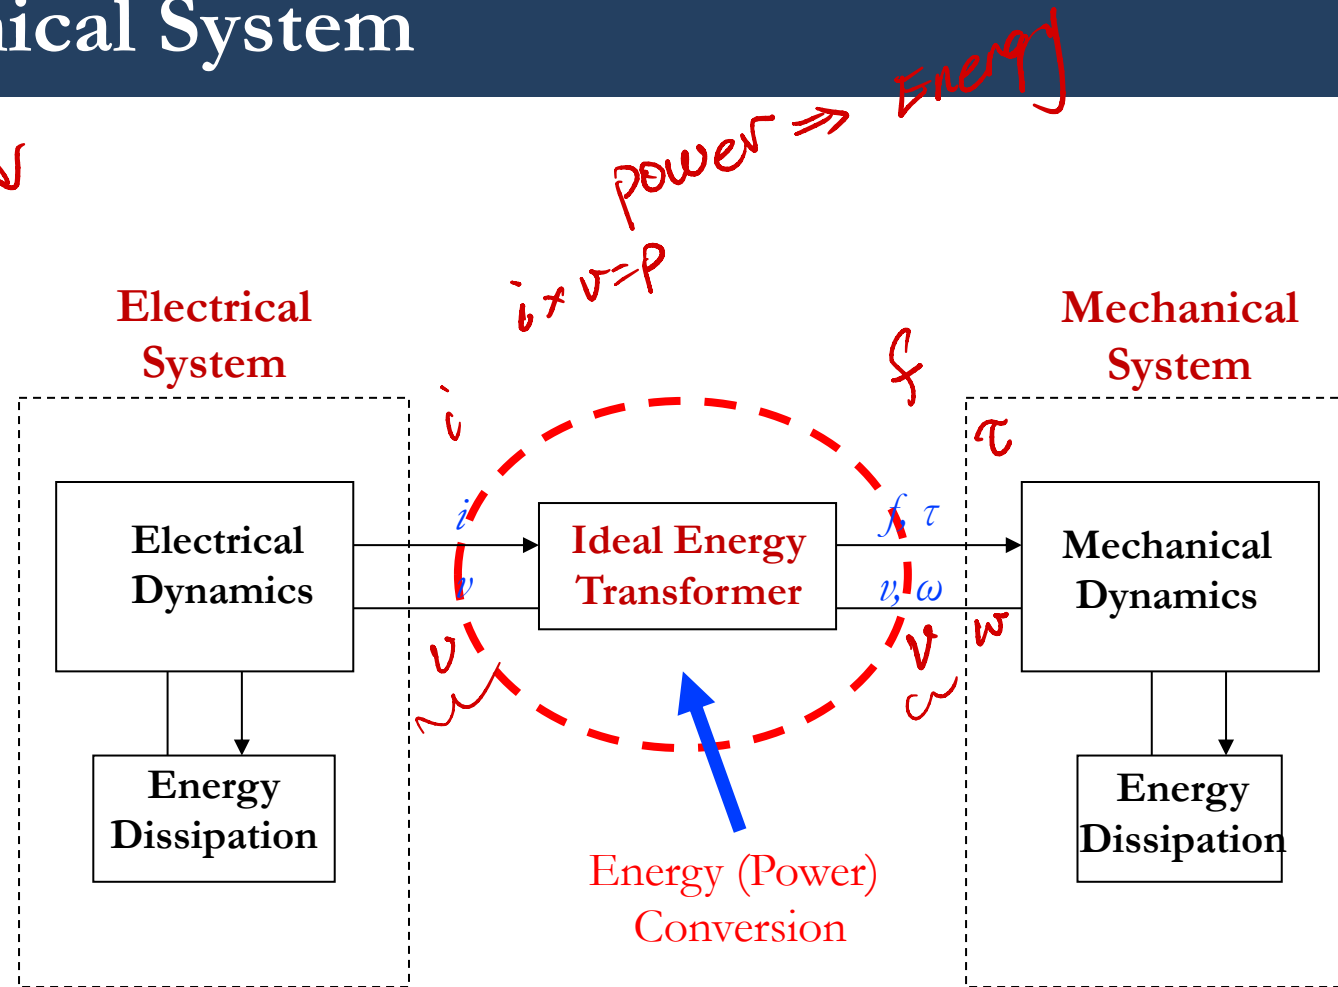 nical System
power ⇒ Energy
v
i × v = P
Electrical
System
Mechanical
System
i
f
τ
i
f, τ
Electrical
Dynamics
Ideal Energy
Transformer
Mechanical
Dynamics
v
v, ω
v
v
w
Energy
Dissipation
Energy
Dissipation
Energy (Power)
Conversion